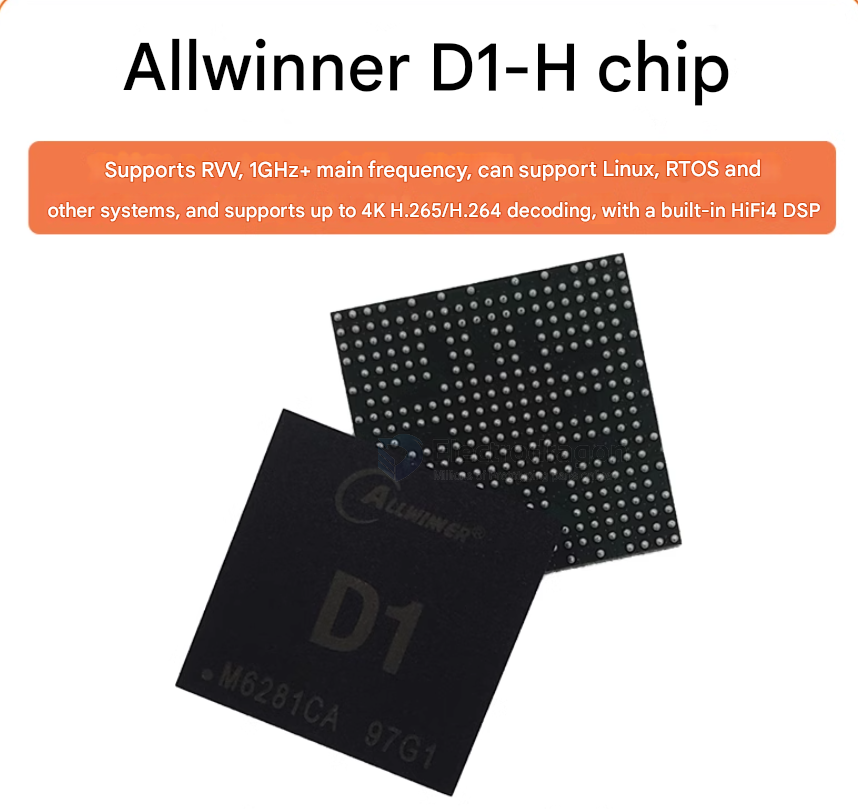 Allwinner D1-H chip
Supports RVV, 1GHz+ main frequency, can support Linux, RTOS and
other systems, and supports up to 4K H.265/H.264 decoding, with a built-in HiFi4 DSP
Electrodragon
ALLWINNER®
D1
M6281CA 97G1